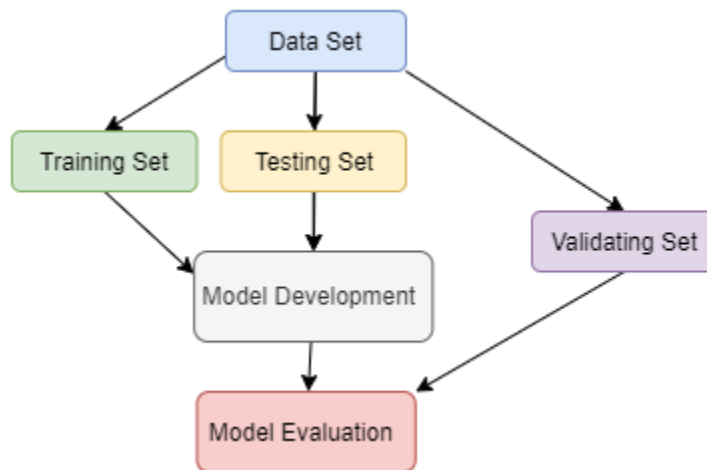 Data Set
Training Set
Testing Set
Validating Set
Model Development
Model Evaluation